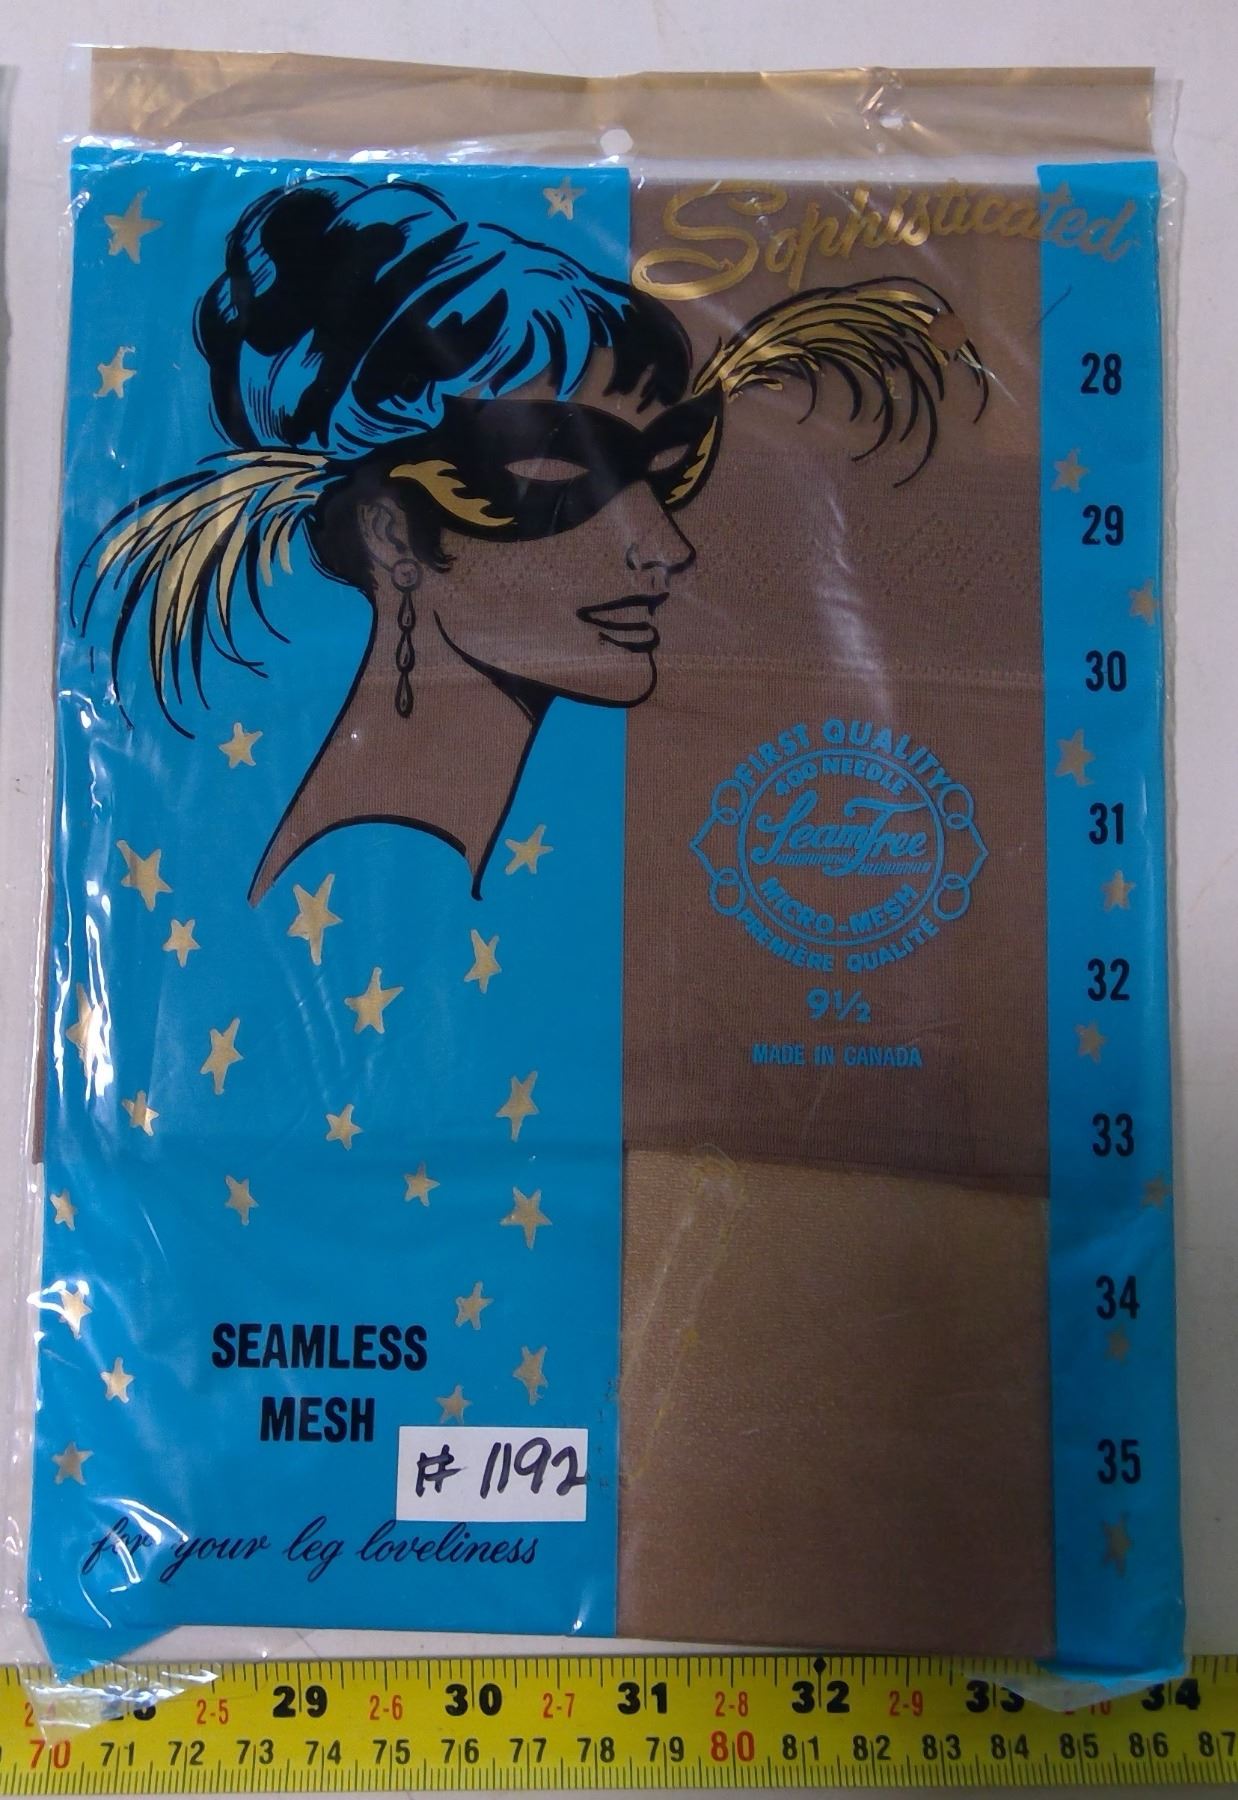 Sophisticated
28
29
30
31
32
33
34
35
FIRST QUALITY
400 NEEDLE
SeamFree
MICRO-MESH
PREMIÈRE QUALITÉ
9½
MADE IN CANADA
SEAMLESS
MESH
# 1192
for your leg loveliness
2-5 29 2-6 30 2-7 31 2-8 32 2-9 33 2-10 34
70 71 72 73 74 75 76 77 78 79 80 81 82 83 84 85 86 87